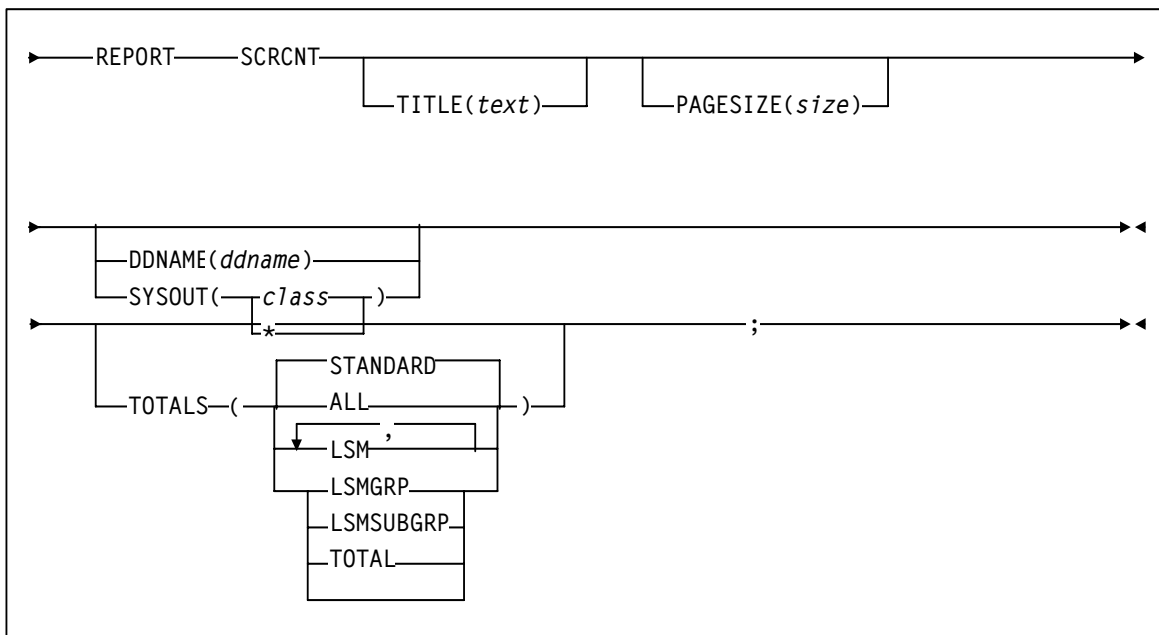 REPORT SCRCNT
TITLE(text) PAGESIZE(size)
DDNAME(ddname)
SYSOUT( class )
*
;
STANDARD
TOTALS ( ALL )
,
LSM
LSMGRP
LSMSUBGRP
TOTAL